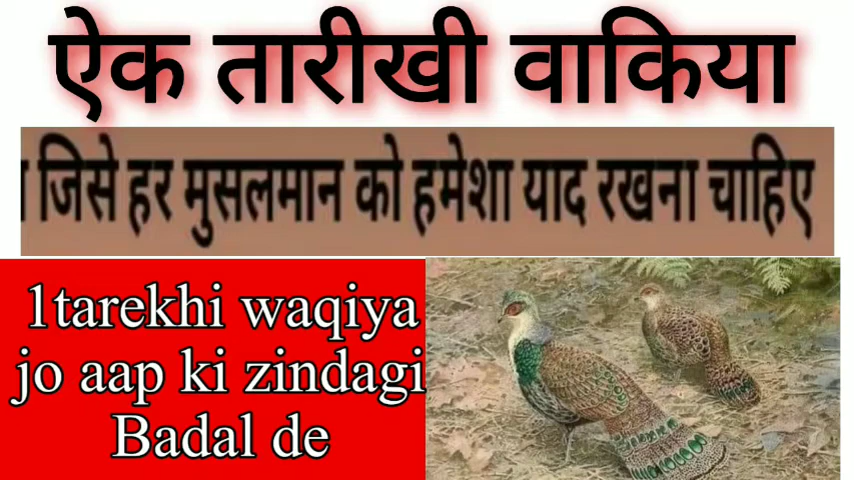 ऐक तारीखी वाकिया
जिसे हर मुसलमान को हमेशा याद रखना चाहिए
1tarekhi waqiya
jo aap ki zindagi
Badal de